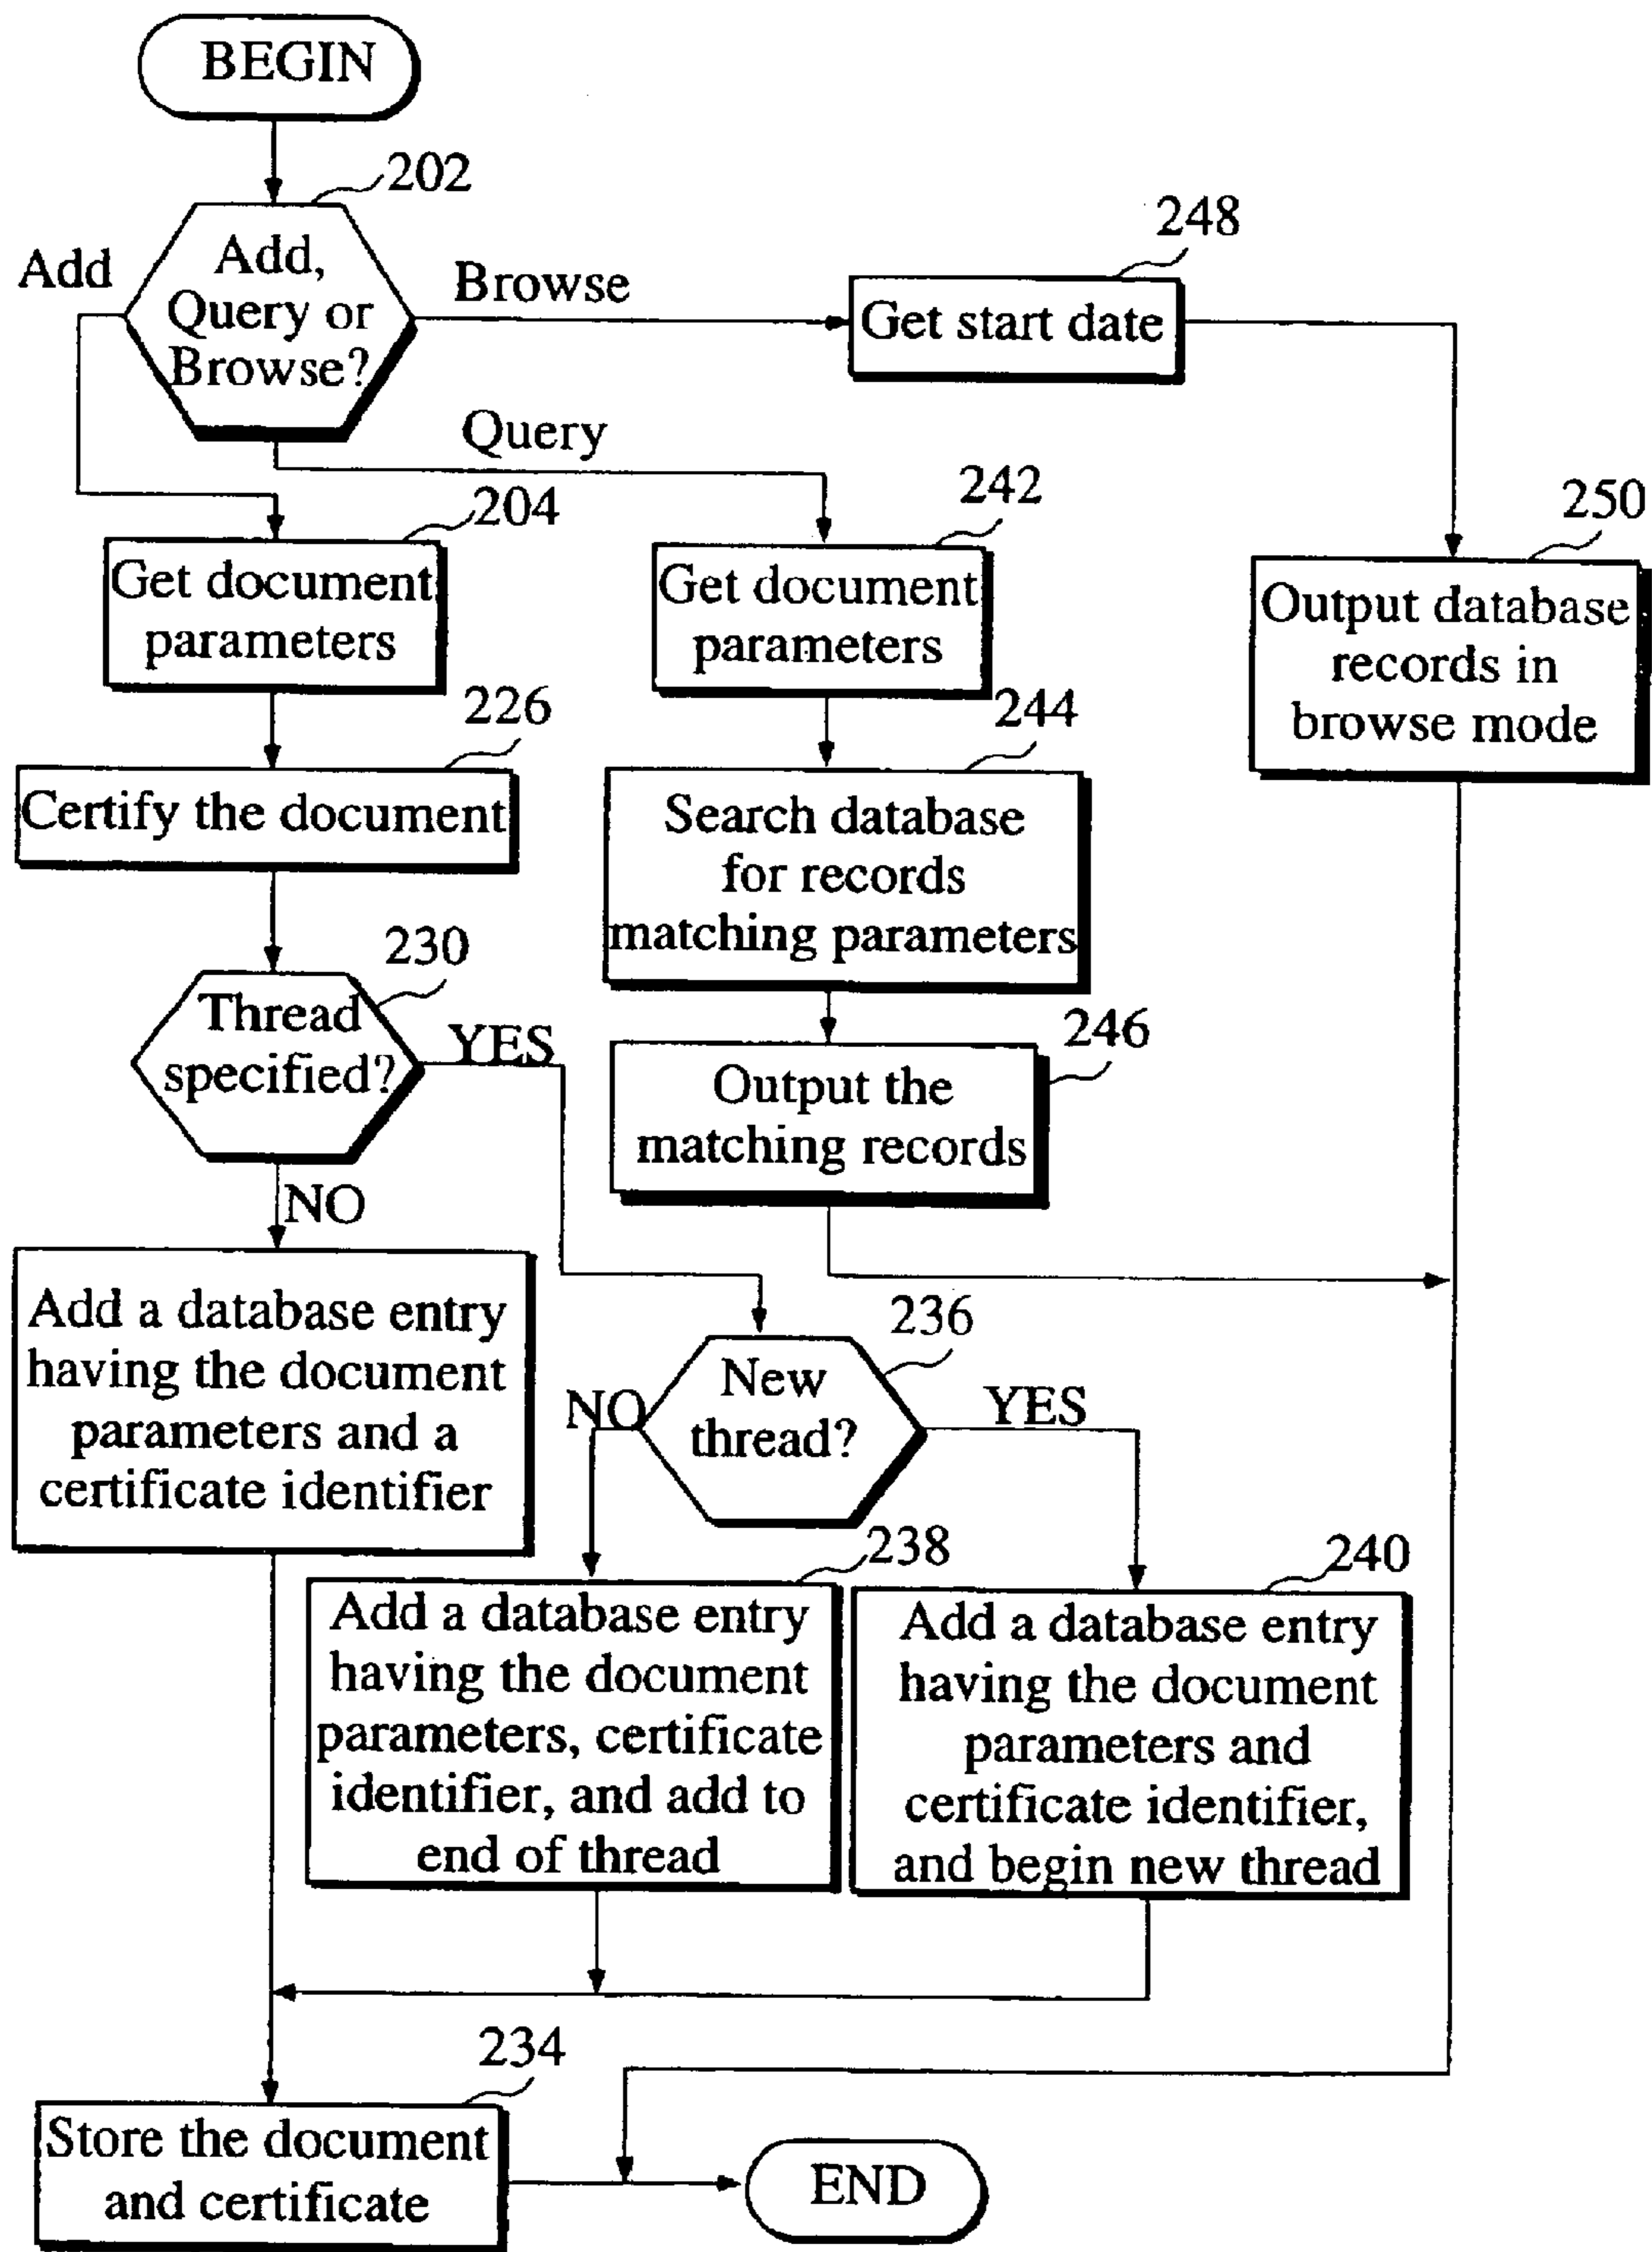 BEGIN
202
Add,
Query or
Browse?
Add
Browse
248
Get start date
Query
204
Get document
parameters
242
Get document
parameters
250
Output database
records in
browse mode
226
Certify the document
244
Search database
for records
matching parameters
230
Thread
specified?
YES
246
Output the
matching records
NO
Add a database entry
having the document
parameters and a
certificate identifier
236
New
thread?
NO
YES
238
Add a database entry
having the document
parameters, certificate
identifier, and add to
end of thread
240
Add a database entry
having the document
parameters and
certificate identifier,
and begin new thread
234
Store the document
and certificate
END